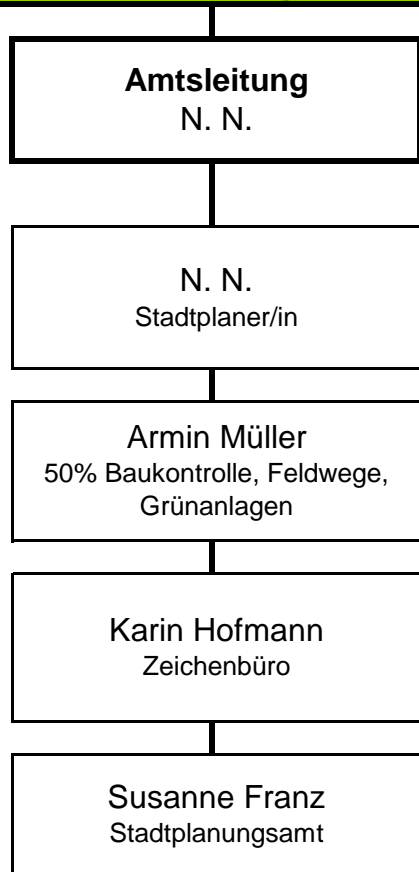 Amtsleitung
N. N.
N. N.
Stadtplaner/in
Armin Müller
50% Baukontrolle, Feldwege,
Grünanlagen
Karin Hofmann
Zeichenbüro
Susanne Franz
Stadtplanungsamt